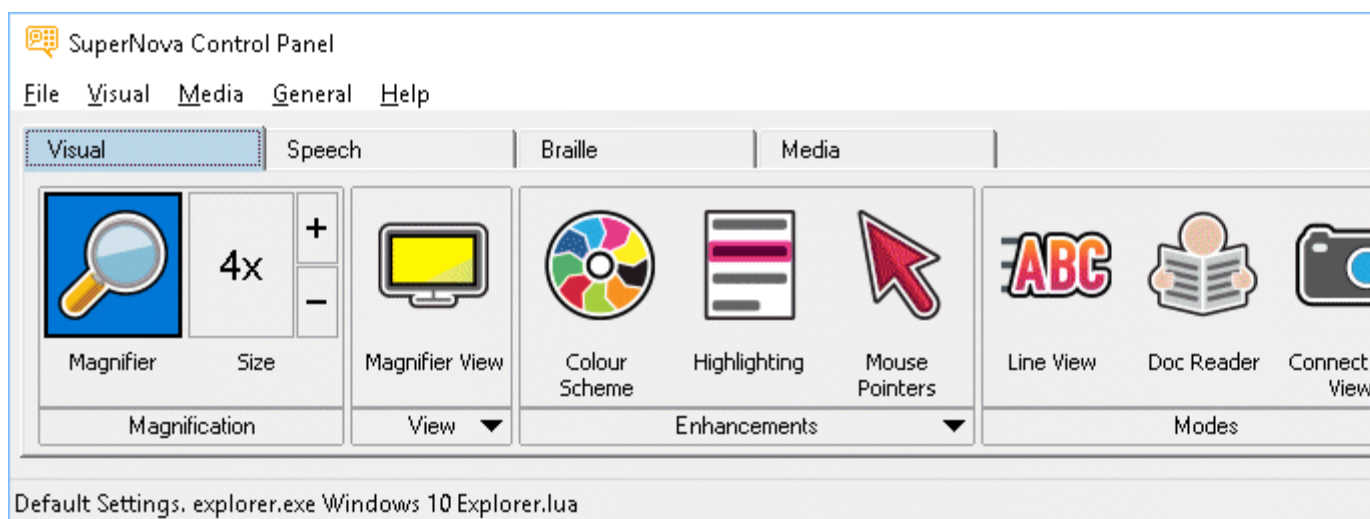 SuperNova Control Panel
File Visual Media General Help
Visual Speech Braille Media
4x + −
ABC
Magnifier Size Magnifier View Colour Scheme Highlighting Mouse Pointers Line View Doc Reader Connect View
Magnification View Enhancements Modes
Default Settings. explorer.exe Windows 10 Explorer.lua